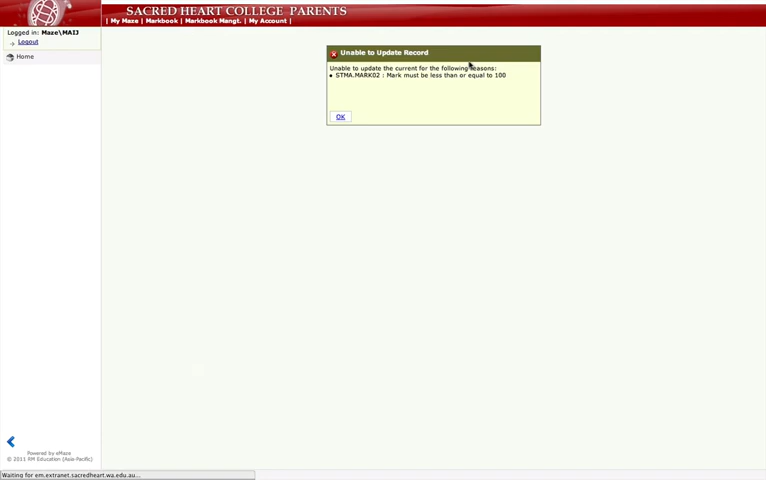 SACRED HEART COLLEGE PARENTS
| My Maze | Markbook | Markbook Mangt. | My Account |
Logged in: Maze\MAIJ
Logout
Home
Unable to Update Record
Unable to update the current for the following reasons:
• STMA.MARK02 : Mark must be less than or equal to 100
OK
Powered by eMaze
© 2011 RM Education (Asia-Pacific)
Waiting for em.extranet.sacredheart.wa.edu.au...